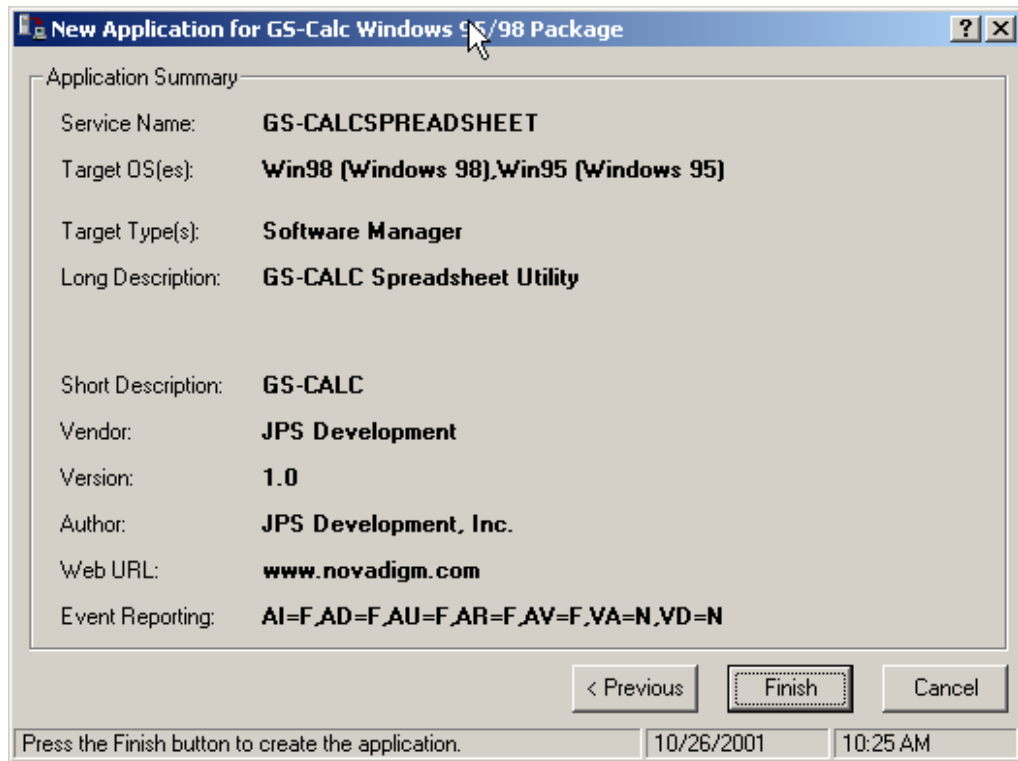 New Application for GS-Calc Windows 95/98 Package
Application Summary
Service Name: GS-CALCSPREADSHEET
Target OS(es): Win98 (Windows 98),Win95 (Windows 95)
Target Type(s): Software Manager
Long Description: GS-CALC Spreadsheet Utility
Short Description: GS-CALC
Vendor: JPS Development
Version: 1.0
Author: JPS Development, Inc.
Web URL: www.novadigm.com
Event Reporting: AI=F,AD=F,AU=F,AR=F,AV=F,VA=N,VD=N
< Previous Finish Cancel
Press the Finish button to create the application. 10/26/2001 10:25 AM